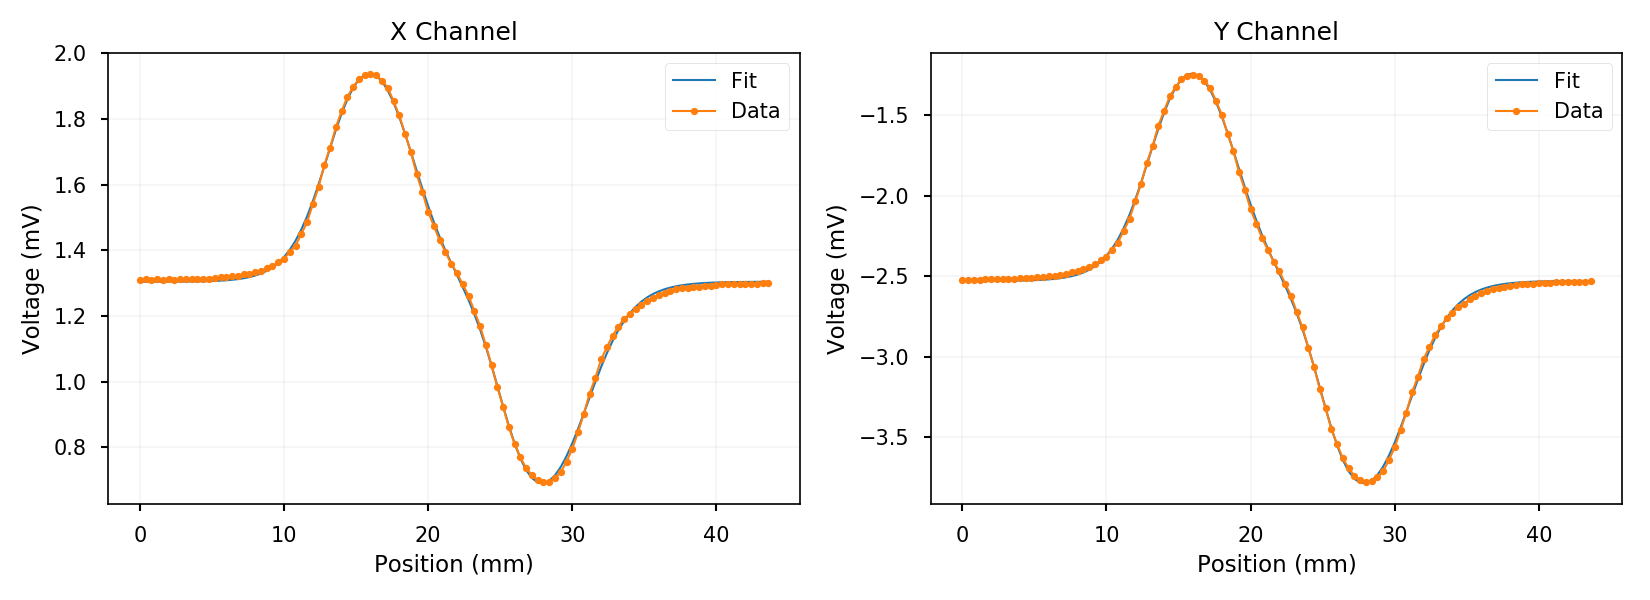 X Channel
Voltage (mV)
2.0
1.8
1.6
1.4
1.2
1.0
0.8
Fit
Data
0 10 20 30 40
Position (mm)
Y Channel
Voltage (mV)
−1.5
−2.0
−2.5
−3.0
−3.5
Fit
Data
0 10 20 30 40
Position (mm)